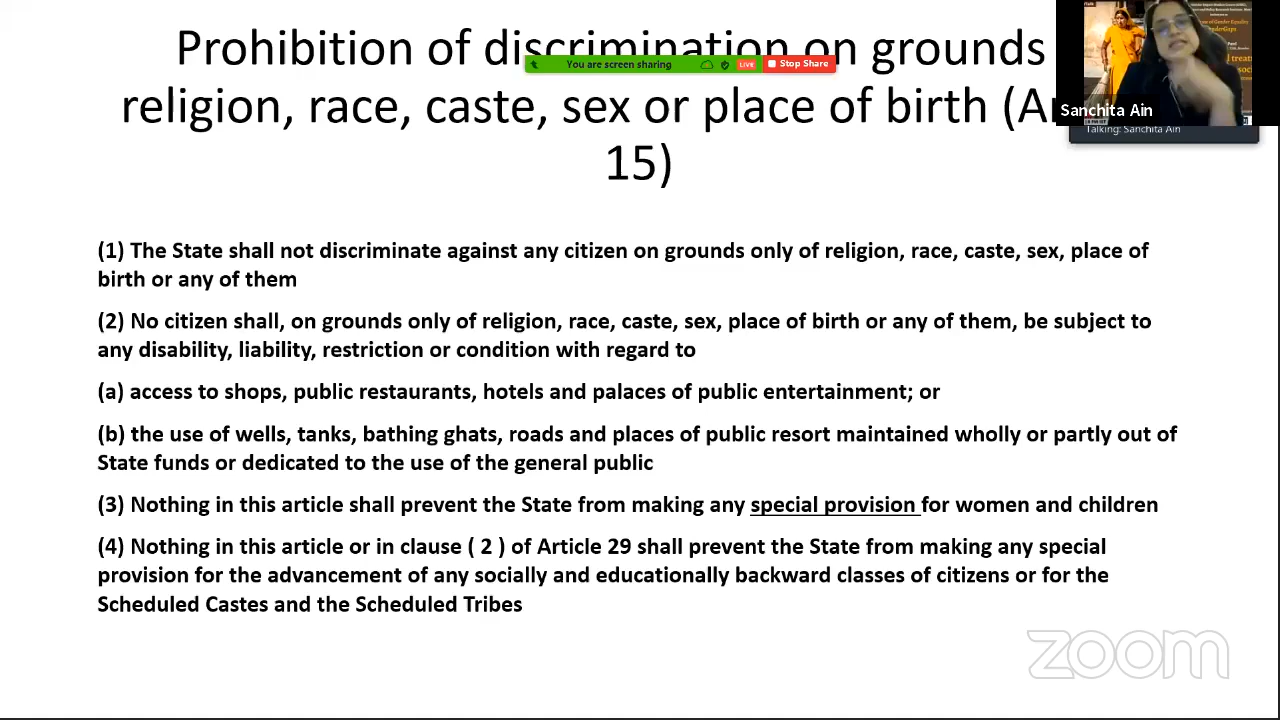 Prohibition of discrimination on grounds
religion, race, caste, sex or place of birth (A
15)
You are screen sharing
LIVE
Stop Share
Sanchita Ain
Talking: Sanchita Ain
(1) The State shall not discriminate against any citizen on grounds only of religion, race, caste, sex, place of
birth or any of them
(2) No citizen shall, on grounds only of religion, race, caste, sex, place of birth or any of them, be subject to
any disability, liability, restriction or condition with regard to
(a) access to shops, public restaurants, hotels and palaces of public entertainment; or
(b) the use of wells, tanks, bathing ghats, roads and places of public resort maintained wholly or partly out of
State funds or dedicated to the use of the general public
(3) Nothing in this article shall prevent the State from making any special provision for women and children
(4) Nothing in this article or in clause ( 2 ) of Article 29 shall prevent the State from making any special
provision for the advancement of any socially and educationally backward classes of citizens or for the
Scheduled Castes and the Scheduled Tribes
zoom